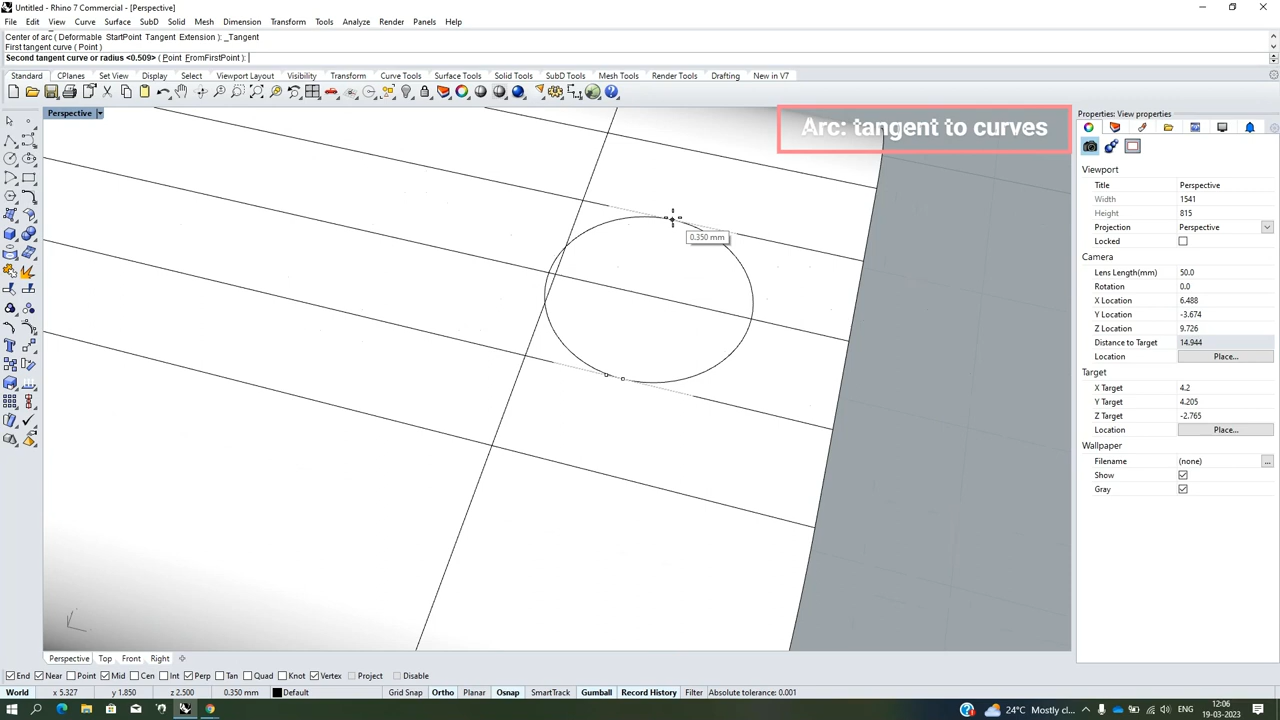 Untitled - Rhino 7 Commercial - [Perspective]
File Edit View Curve Surface SubD Solid Mesh Dimension Transform Tools Analyze Render Panels Help
Center of arc ( Deformable StartPoint Tangent Extension ): _Tangent
First tangent curve ( Point )
Second tangent curve or radius <0.509> ( Point FromFirstPoint ):
Standard CPlanes Set View Display Select Viewport Layout Visibility Transform Curve Tools Surface Tools Solid Tools SubD Tools Mesh Tools Render Tools Drafting New in V7
Perspective
Arc: tangent to curves
0.350 mm
Properties: View properties
Viewport
Title Perspective
Width 1541
Height 815
Projection Perspective
Locked
Camera
Lens Length(mm) 50.0
Rotation 0.0
X Location 6.488
Y Location -3.674
Z Location 9.726
Distance to Target 14.944
Location Place...
Target
X Target 4.2
Y Target 4.205
Z Target -2.765
Location Place...
Wallpaper
Filename (none) ...
Show
Gray
Perspective Top Front Right
End Near Point Mid Cen Int Perp Tan Quad Knot Vertex Project Disable
World x 5.327 y 1.850 z 2.500 0.350 mm Default Grid Snap Ortho Planar Osnap SmartTrack Gumball Record History Filter Absolute tolerance: 0.001
24°C Mostly cl... ENG 12:06
19-03-2023